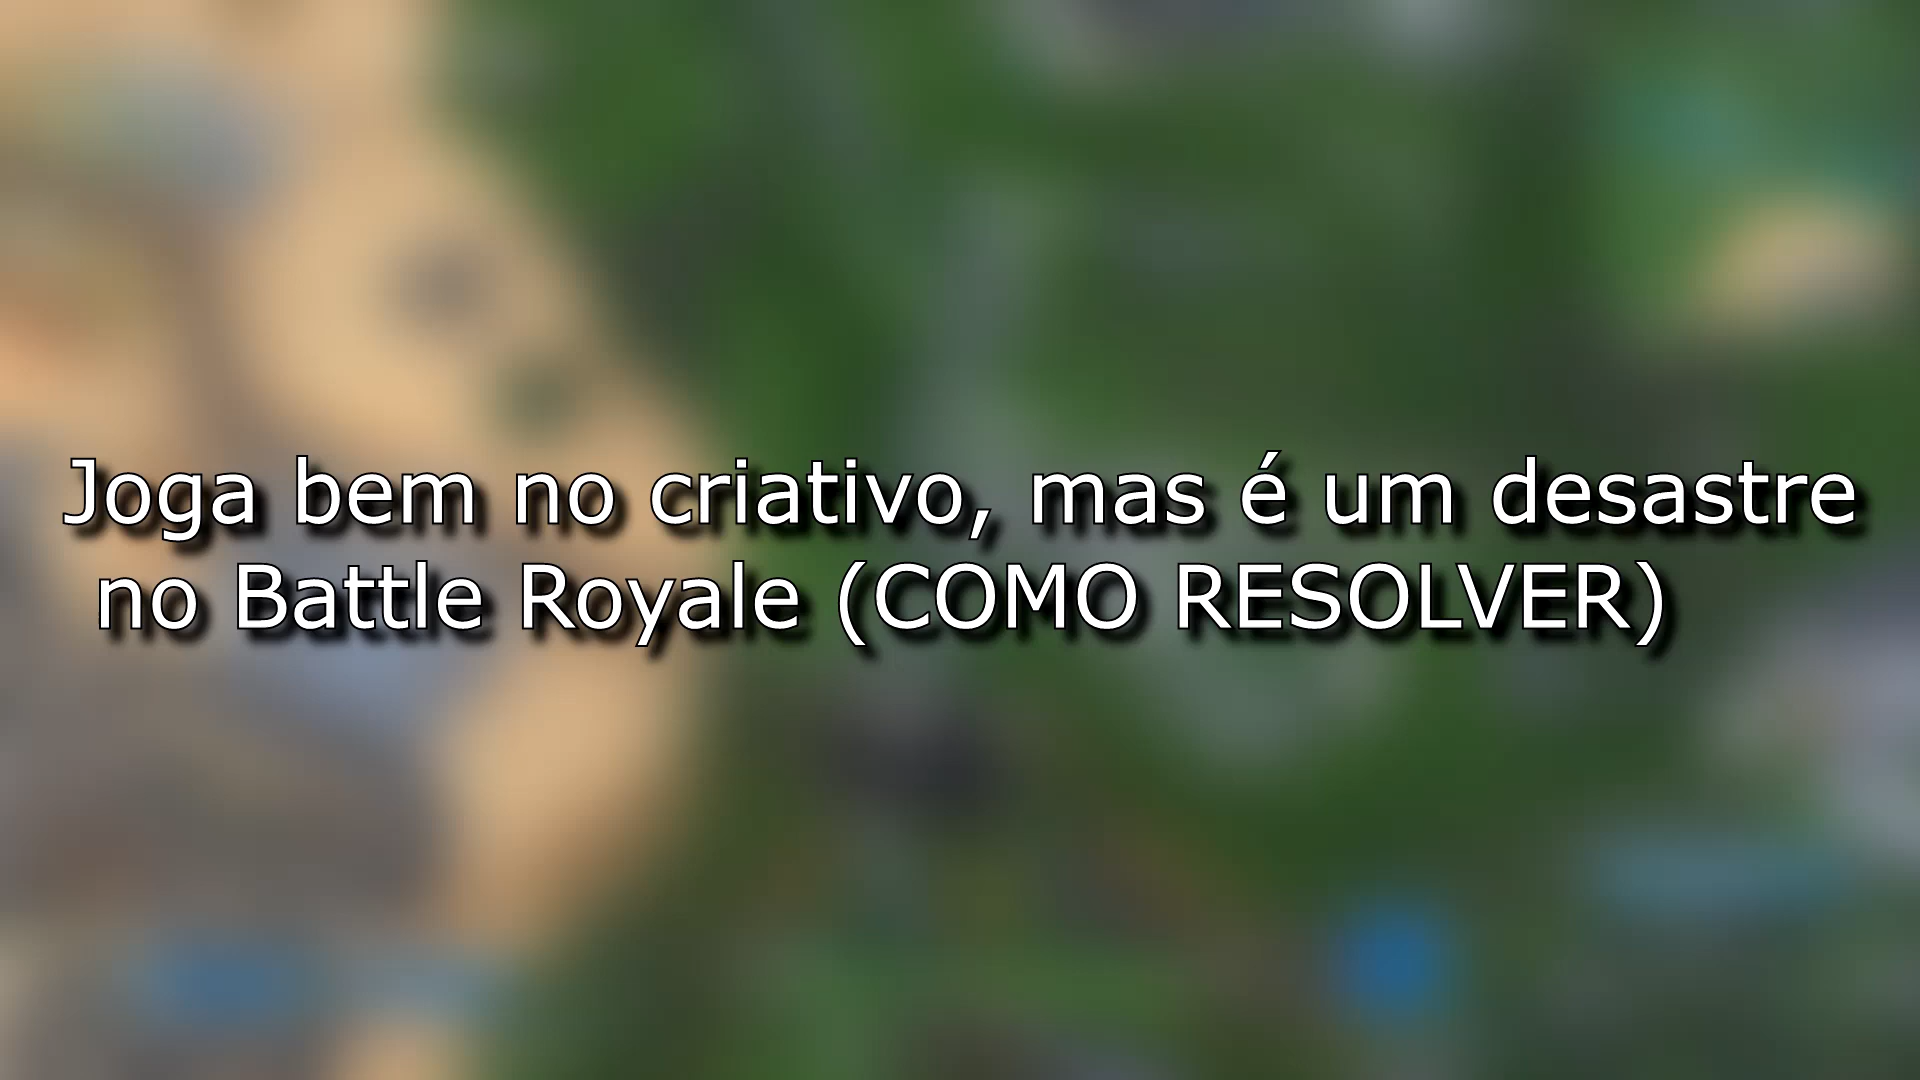 Joga bem no criativo, mas é um desastre
no Battle Royale (COMO RESOLVER)